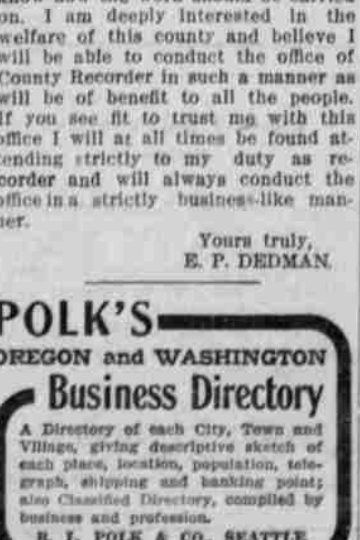 on. I am deeply interested in the
welfare of this county and believe I
will be able to conduct the office of
County Recorder in such a manner as
will be of benefit to all the people.
If you see fit to trust me with this
office I will at all times be found at-
tending strictly to my duty as re-
corder and will always conduct the
office in a strictly business-like man-
ner.
Yours truly,
E. P. DEDMAN.
POLK'S
OREGON and WASHINGTON
Business Directory
A Directory of each City, Town and
Village, giving descriptive sketch of
each place, location, population, tele-
graph, shipping and banking point;
also Classified Directory, compiled by
business and profession.
R. L. POLK & CO., SEATTLE